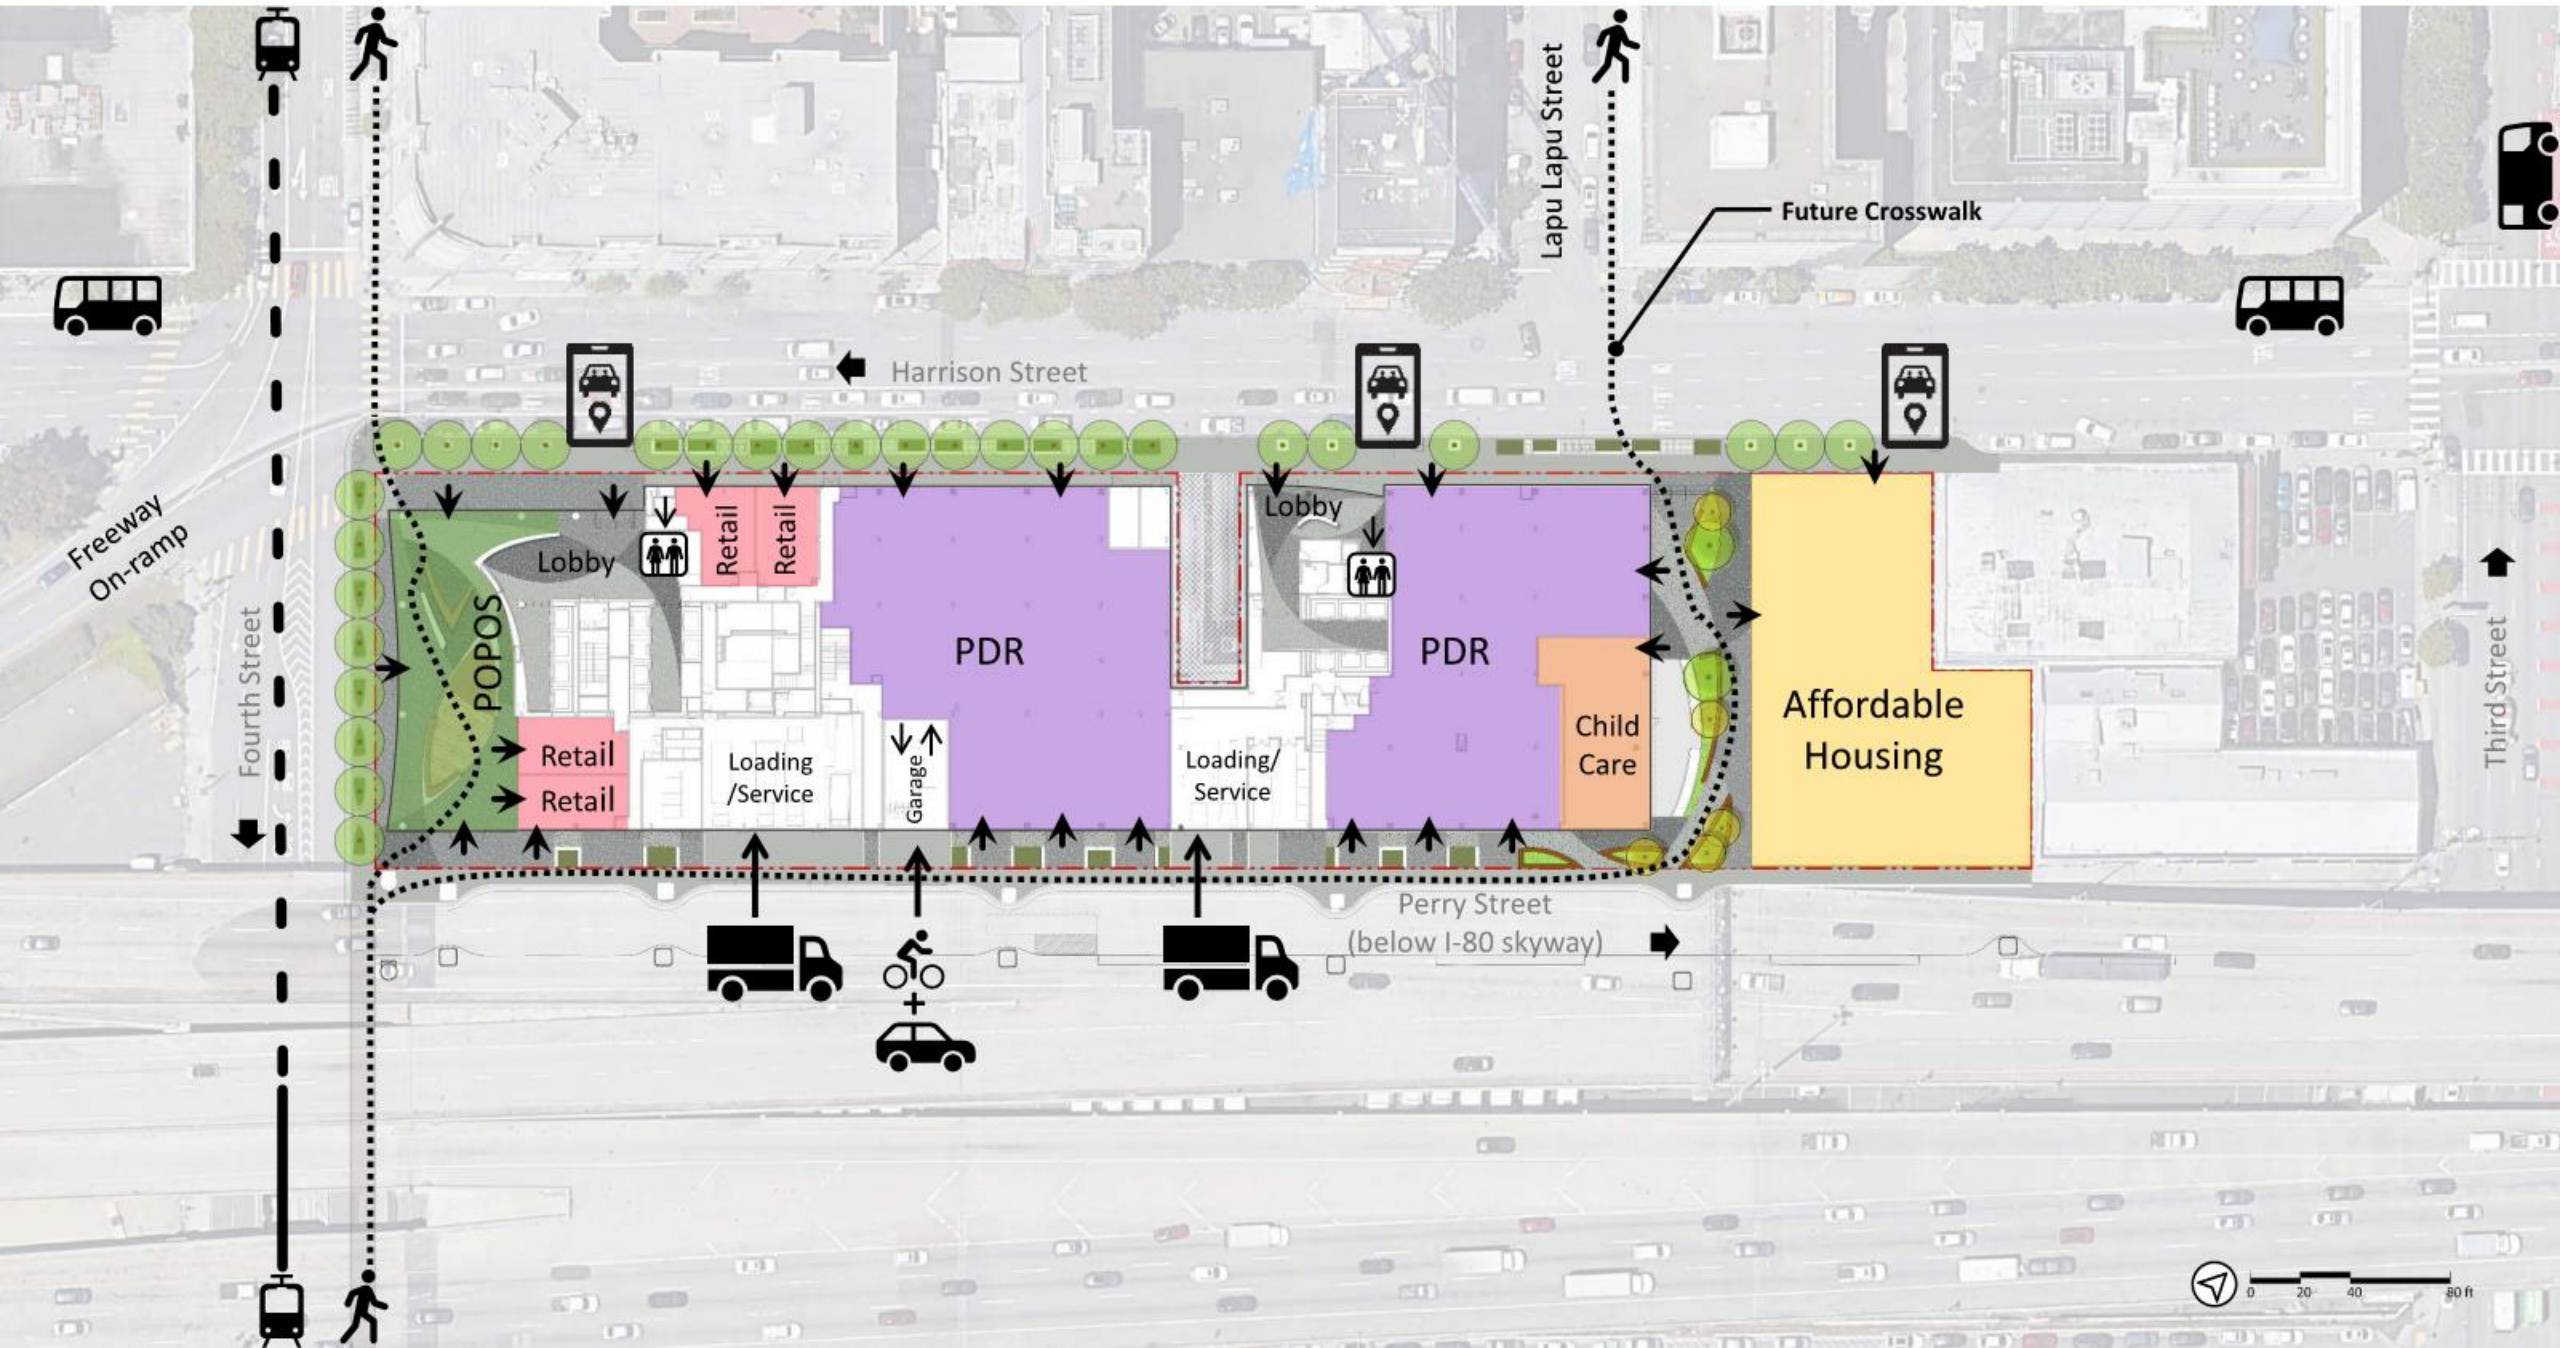 Lapu Lapu Street
Future Crosswalk
Harrison Street
Freeway
On-ramp
Fourth Street
Third Street
Lobby
Retail
Retail
Lobby
POPOS
PDR
PDR
Retail
Retail
Loading
/Service
Garage
Loading/
Service
Child
Care
Affordable
Housing
Perry Street
(below I-80 skyway)
+
0 20 40 80 ft